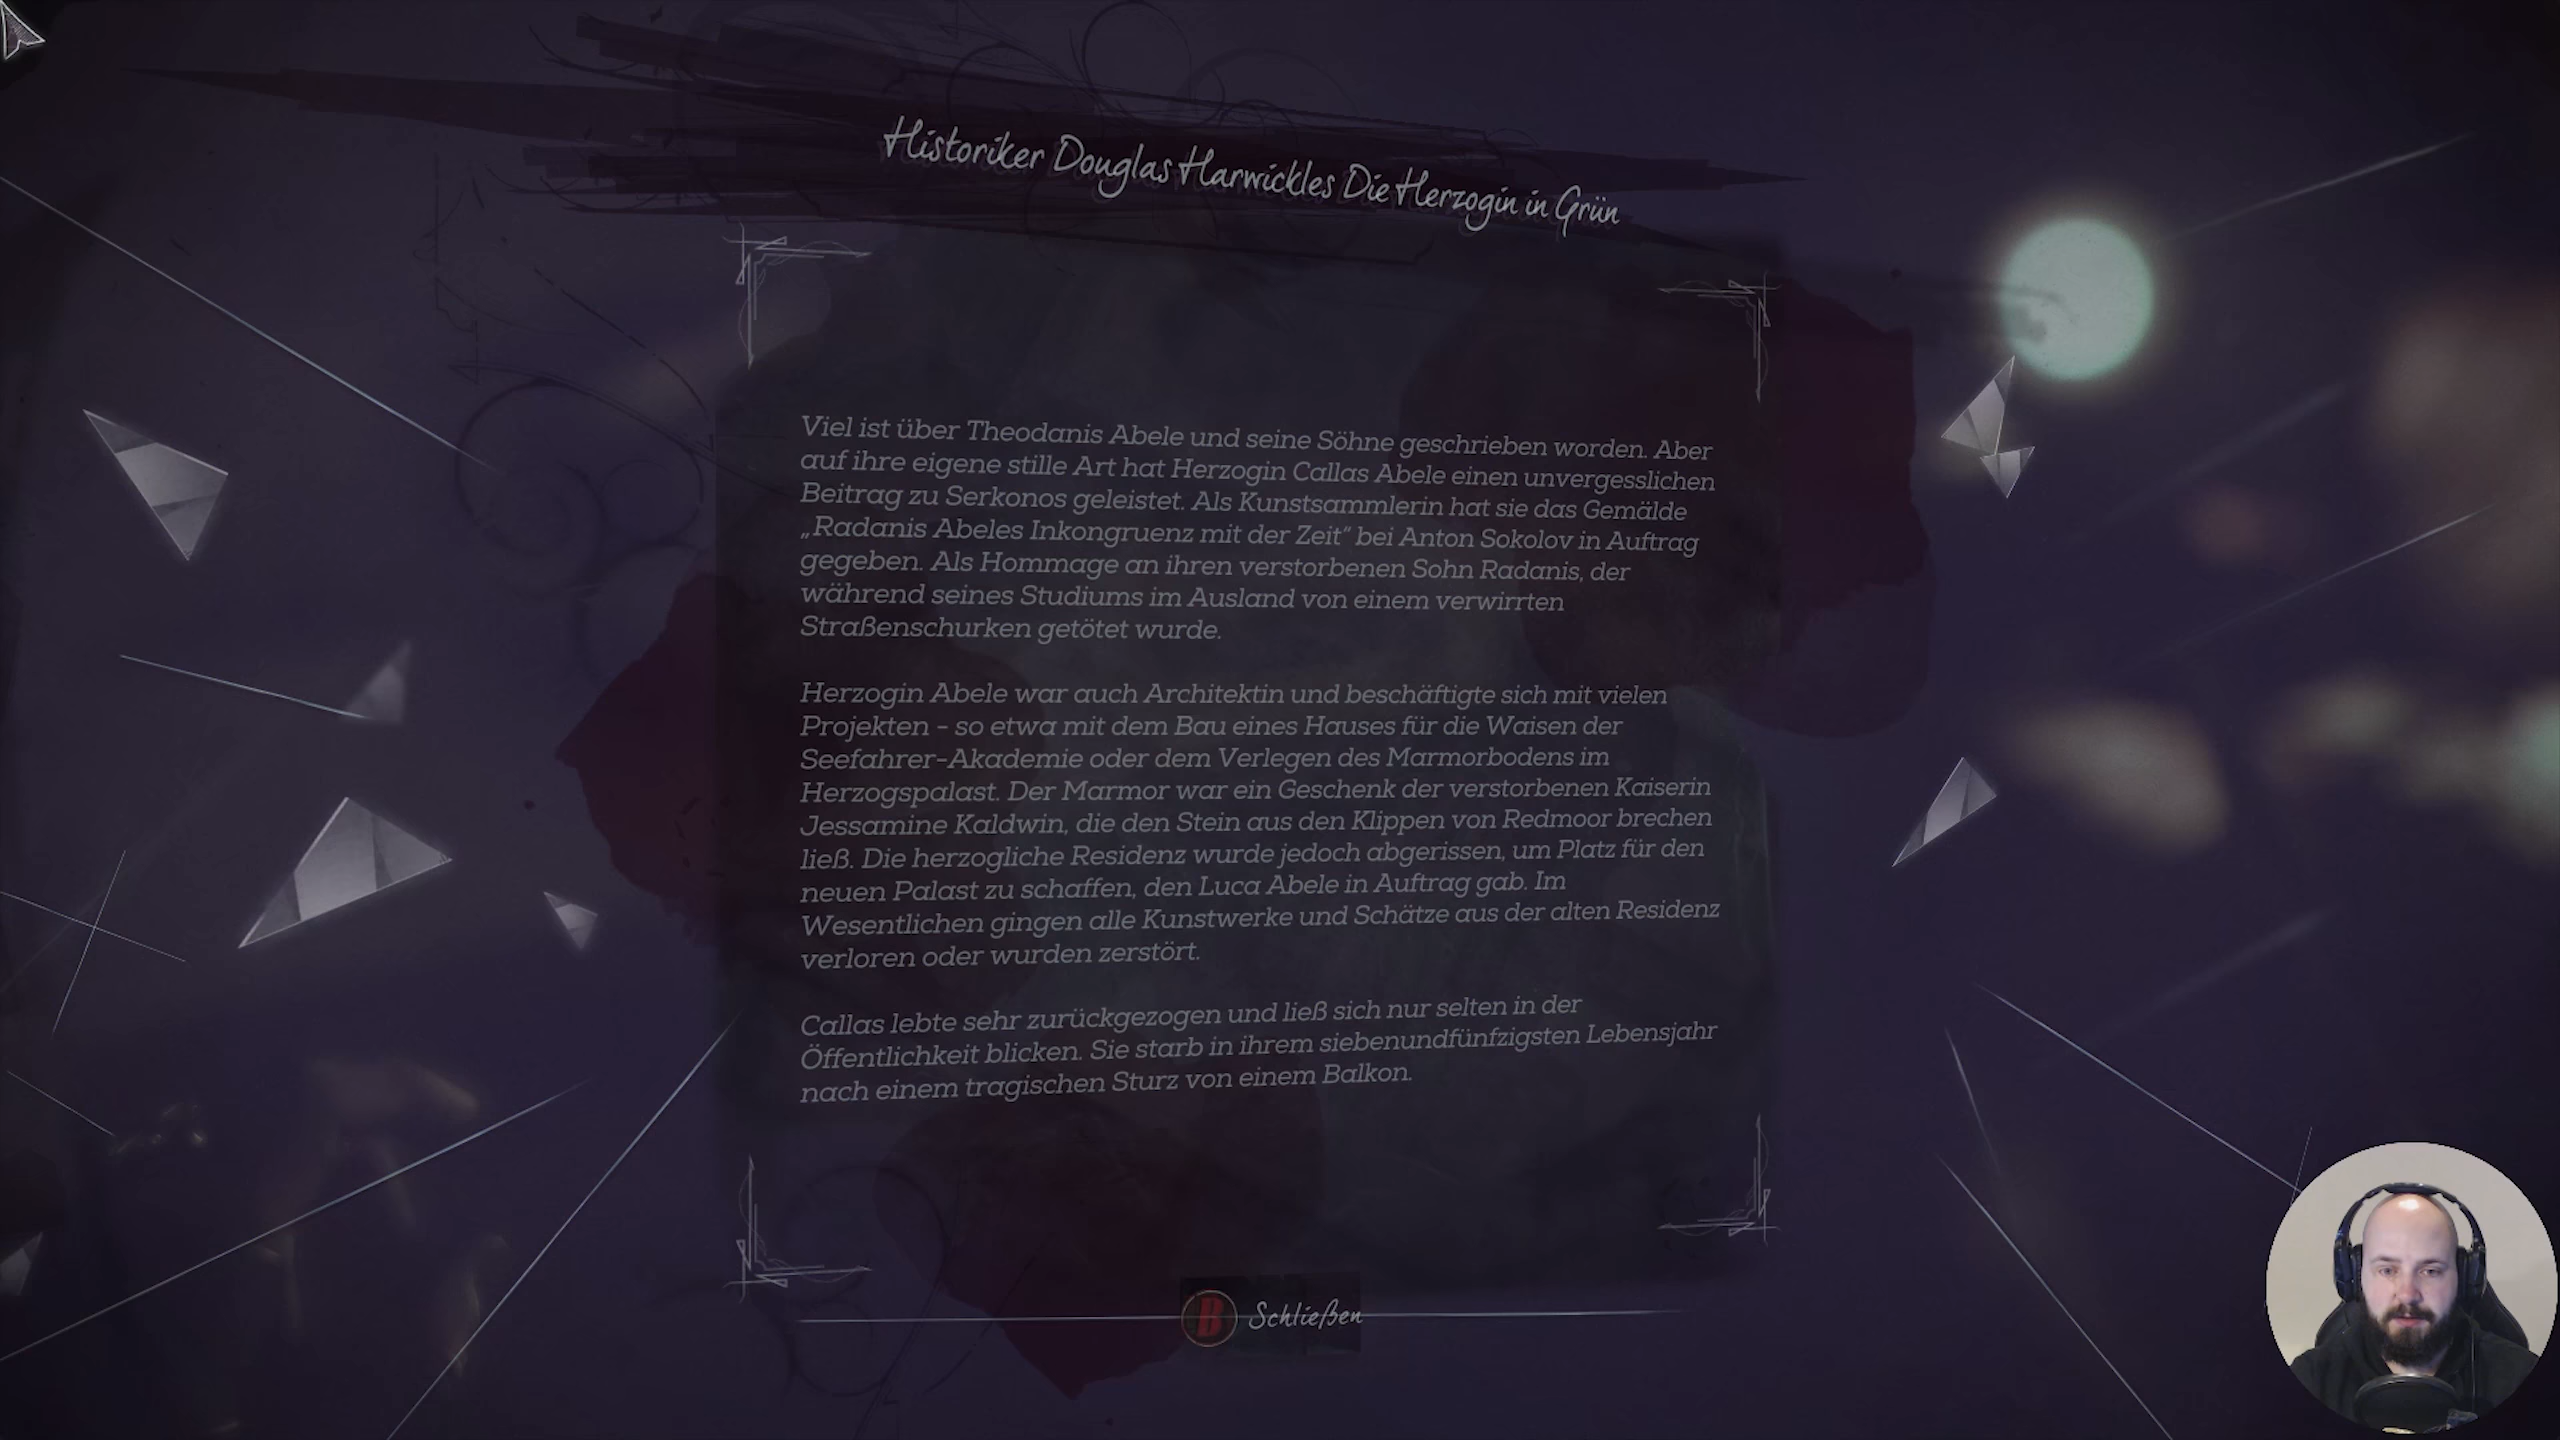 Historiker Douglas Harwickles Die Herzogin in Grün
Viel ist über Theodanis Abele und seine Söhne geschrieben worden. Aber
auf ihre eigene stille Art hat Herzogin Callas Abele einen unvergesslichen
Beitrag zu Serkonos geleistet. Als Kunstsammlerin hat sie das Gemälde
„Radanis Abeles Inkongruenz mit der Zeit“ bei Anton Sokolov in Auftrag
gegeben. Als Hommage an ihren verstorbenen Sohn Radanis, der
während seines Studiums im Ausland von einem verwirrten
Straßenschurken getötet wurde.
Herzogin Abele war auch Architektin und beschäftigte sich mit vielen
Projekten - so etwa mit dem Bau eines Hauses für die Waisen der
Seefahrer-Akademie oder dem Verlegen des Marmorbodens im
Herzogspalast. Der Marmor war ein Geschenk der verstorbenen Kaiserin
Jessamine Kaldwin, die den Stein aus den Klippen von Redmoor brechen
ließ. Die herzogliche Residenz wurde jedoch abgerissen, um Platz für den
neuen Palast zu schaffen, den Luca Abele in Auftrag gab. Im
Wesentlichen gingen alle Kunstwerke und Schätze aus der alten Residenz
verloren oder wurden zerstört.
Callas lebte sehr zurückgezogen und ließ sich nur selten in der
Öffentlichkeit blicken. Sie starb in ihrem siebenundfünfzigsten Lebensjahr
nach einem tragischen Sturz von einem Balkon.
B Schließen